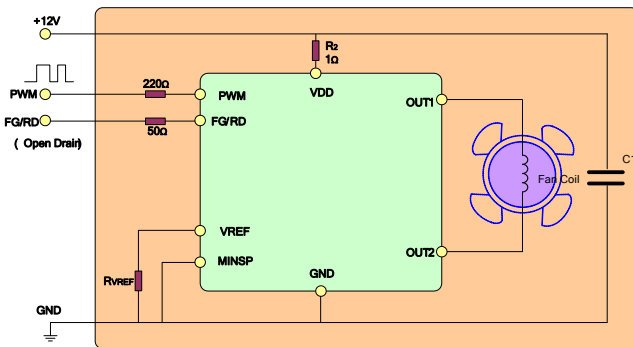 +12V
R2
1Ω
220Ω
PWM
PWM
VDD
OUT1
FG/RD
FG/RD
50Ω
( Open Drain)
C1
Fan Coil
VREF
OUT2
MINSP
GND
RVREF
GND